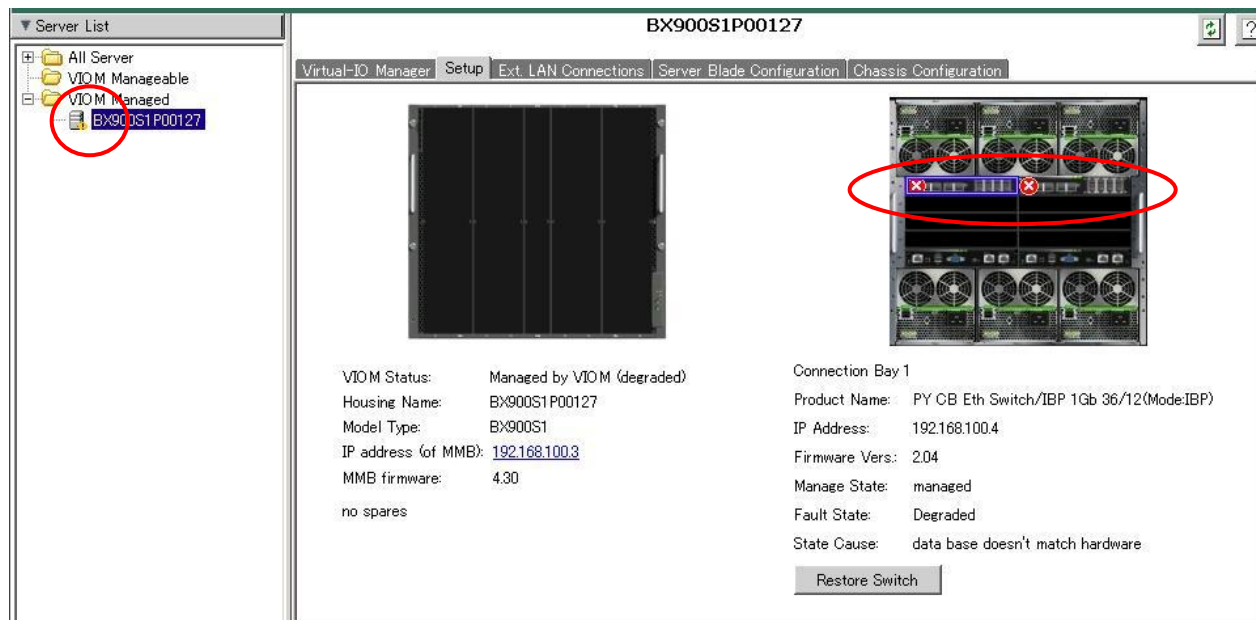 ▼ Server List
BX900S1P00127
All Server
VIOM Manageable
VIOM Managed
BX900S1P00127
Virtual-IO Manager Setup Ext. LAN Connections Server Blade Configuration Chassis Configuration
VIOM Status: Managed by VIOM (degraded)
Housing Name: BX900S1P00127
Model Type: BX900S1
IP address (of MMB): 192.168.100.3
MMB firmware: 4.30
no spares
Connection Bay 1
Product Name: PY CB Eth Switch/IBP 1Gb 36/12(Mode:IBP)
IP Address: 192.168.100.4
Firmware Vers.: 2.04
Manage State: managed
Fault State: Degraded
State Cause: data base doesn't match hardware
Restore Switch